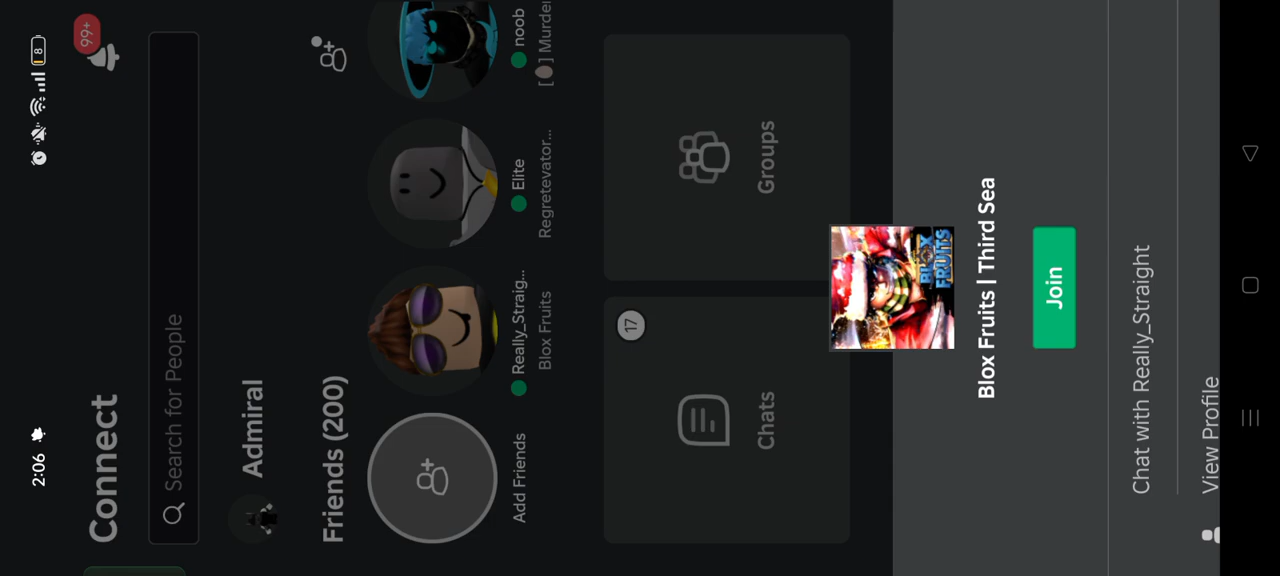 2:06
8
Connect
99+
Search for People
Admiral
Friends (200)
Add Friends
Really_Straig...
Blox Fruits
Elite
Regretevator...
noob
[🥚] Murder
17
Chats
Groups
BLOX
FRUITS
Blox Fruits | Third Sea
Join
Chat with Really_Straight
View Profile